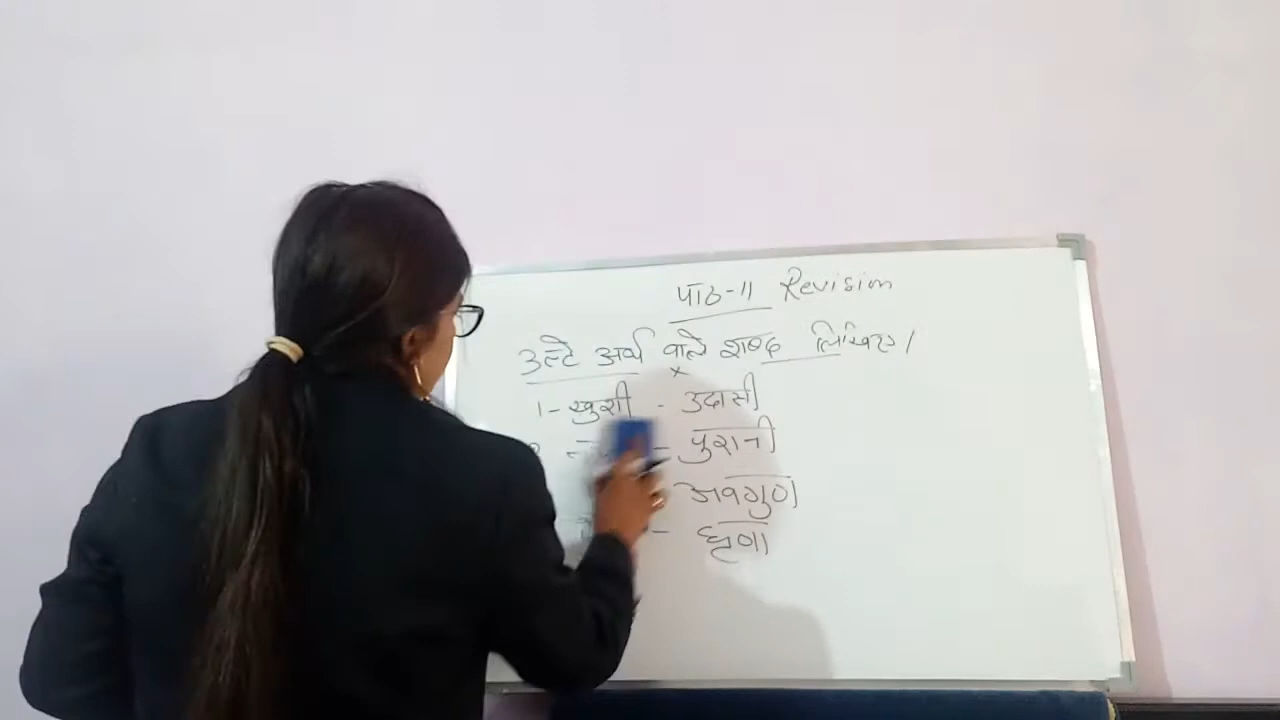 पाठ-11 Revision
उल्टे अर्थ वाले शब्द लिखिए।
×
1- खुशी - उदासी
- पुरानी
- अवगुण
- घृणा